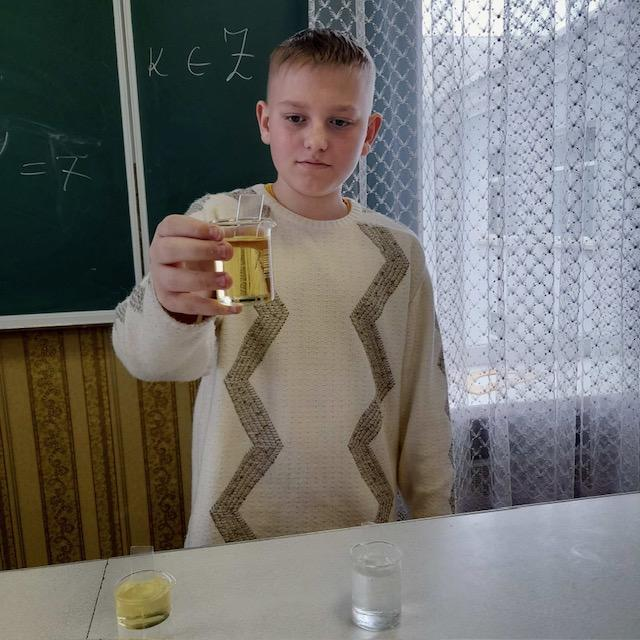 = 7
k ∈ Z